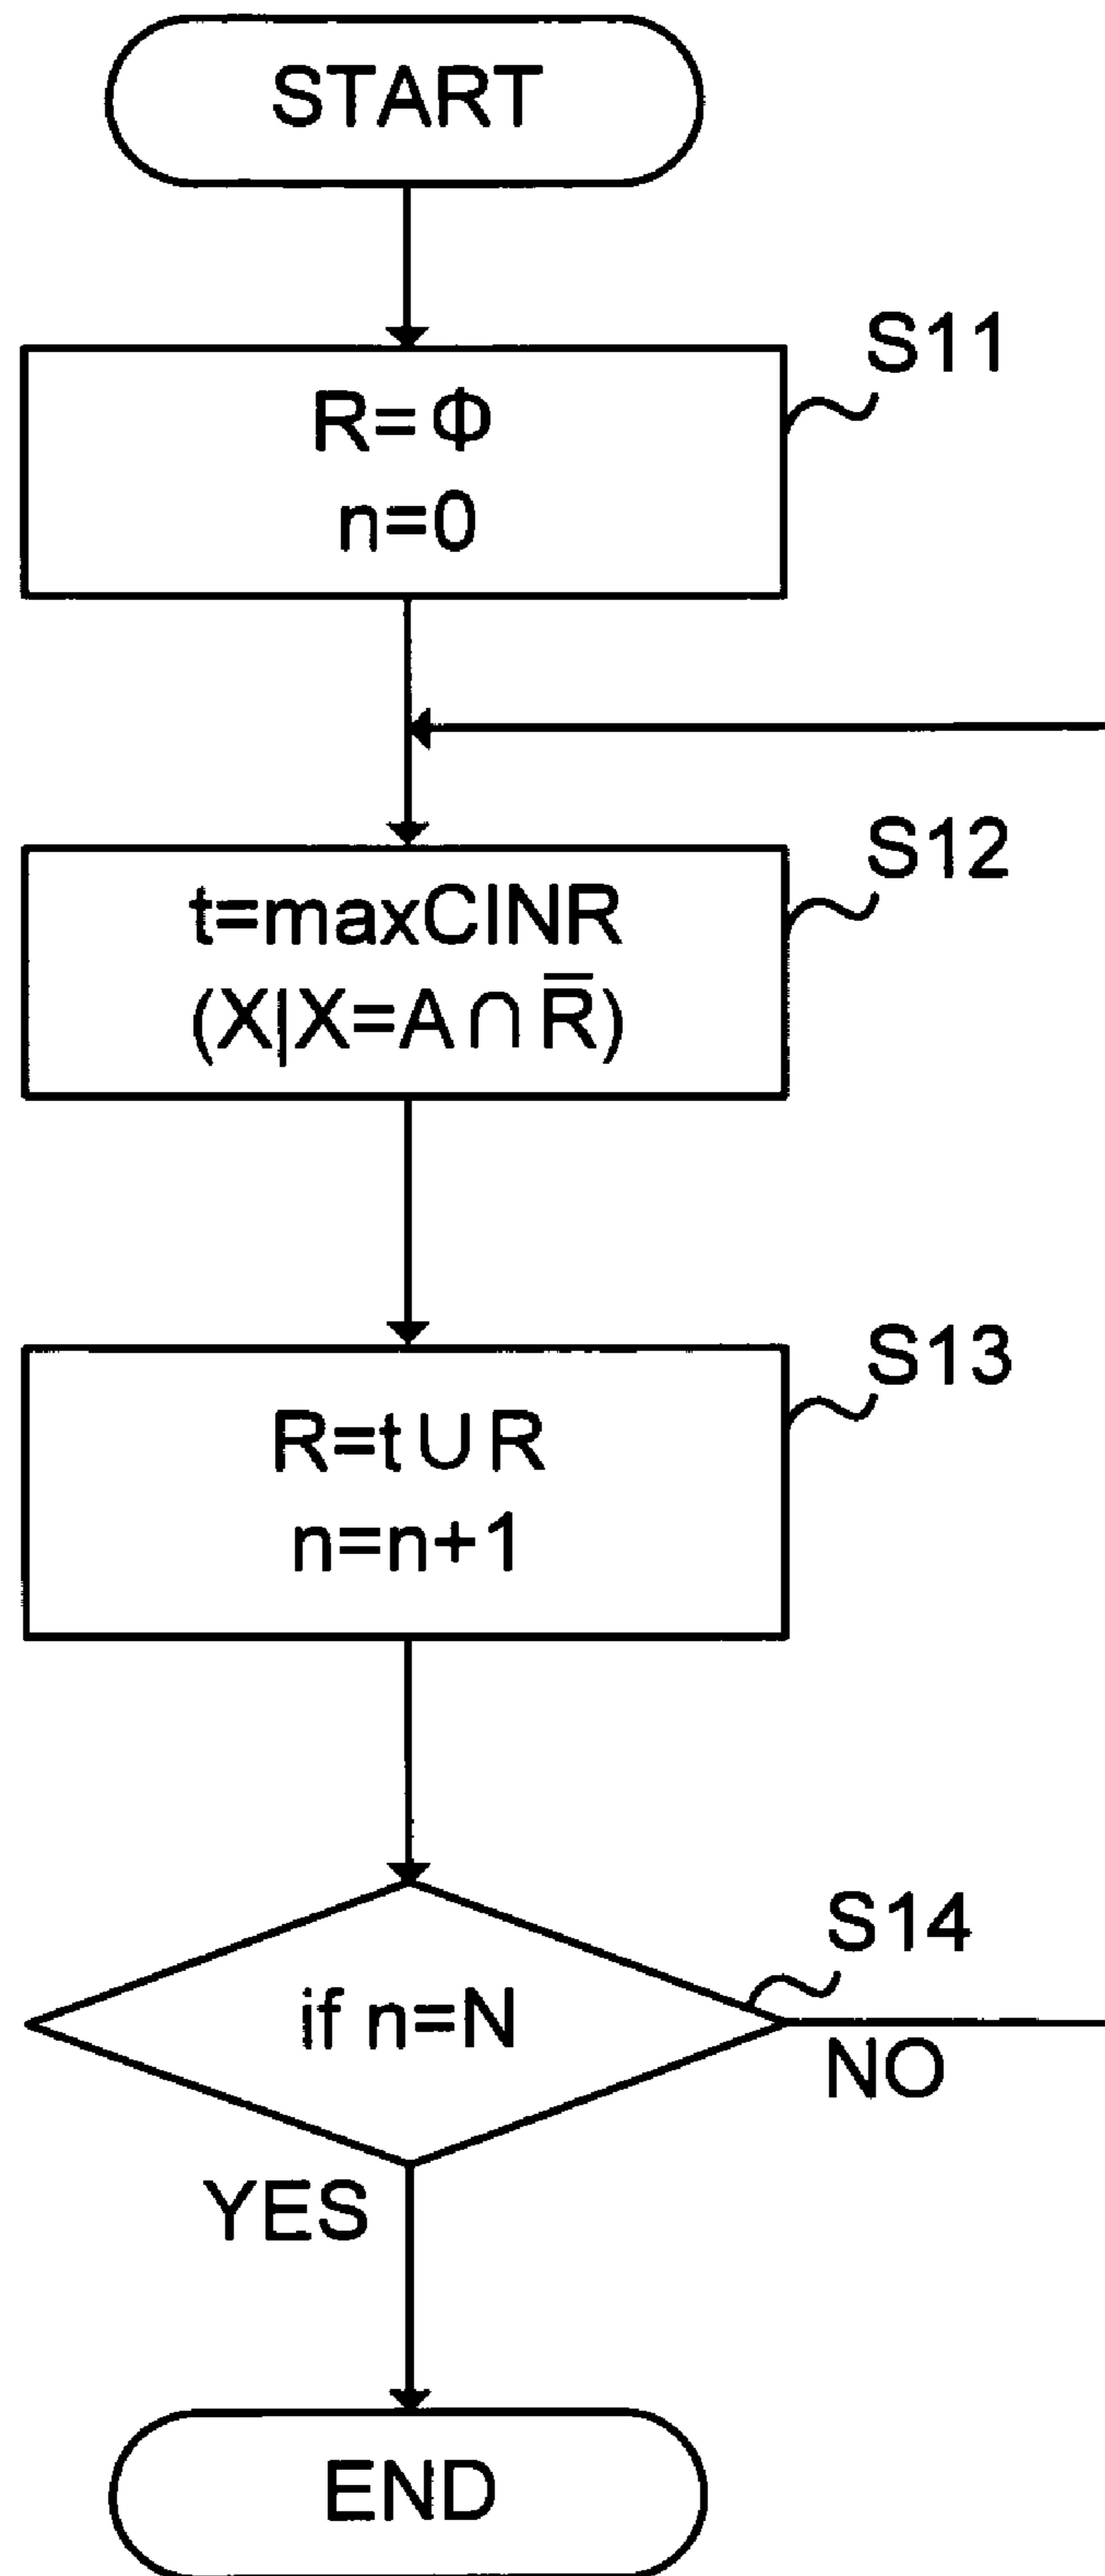 START
S11
R=Φ
n=0
S12
t=maxCINR
(X|X=A∩R̅)
S13
R=t∪R
n=n+1
S14
if n=N
NO
YES
END